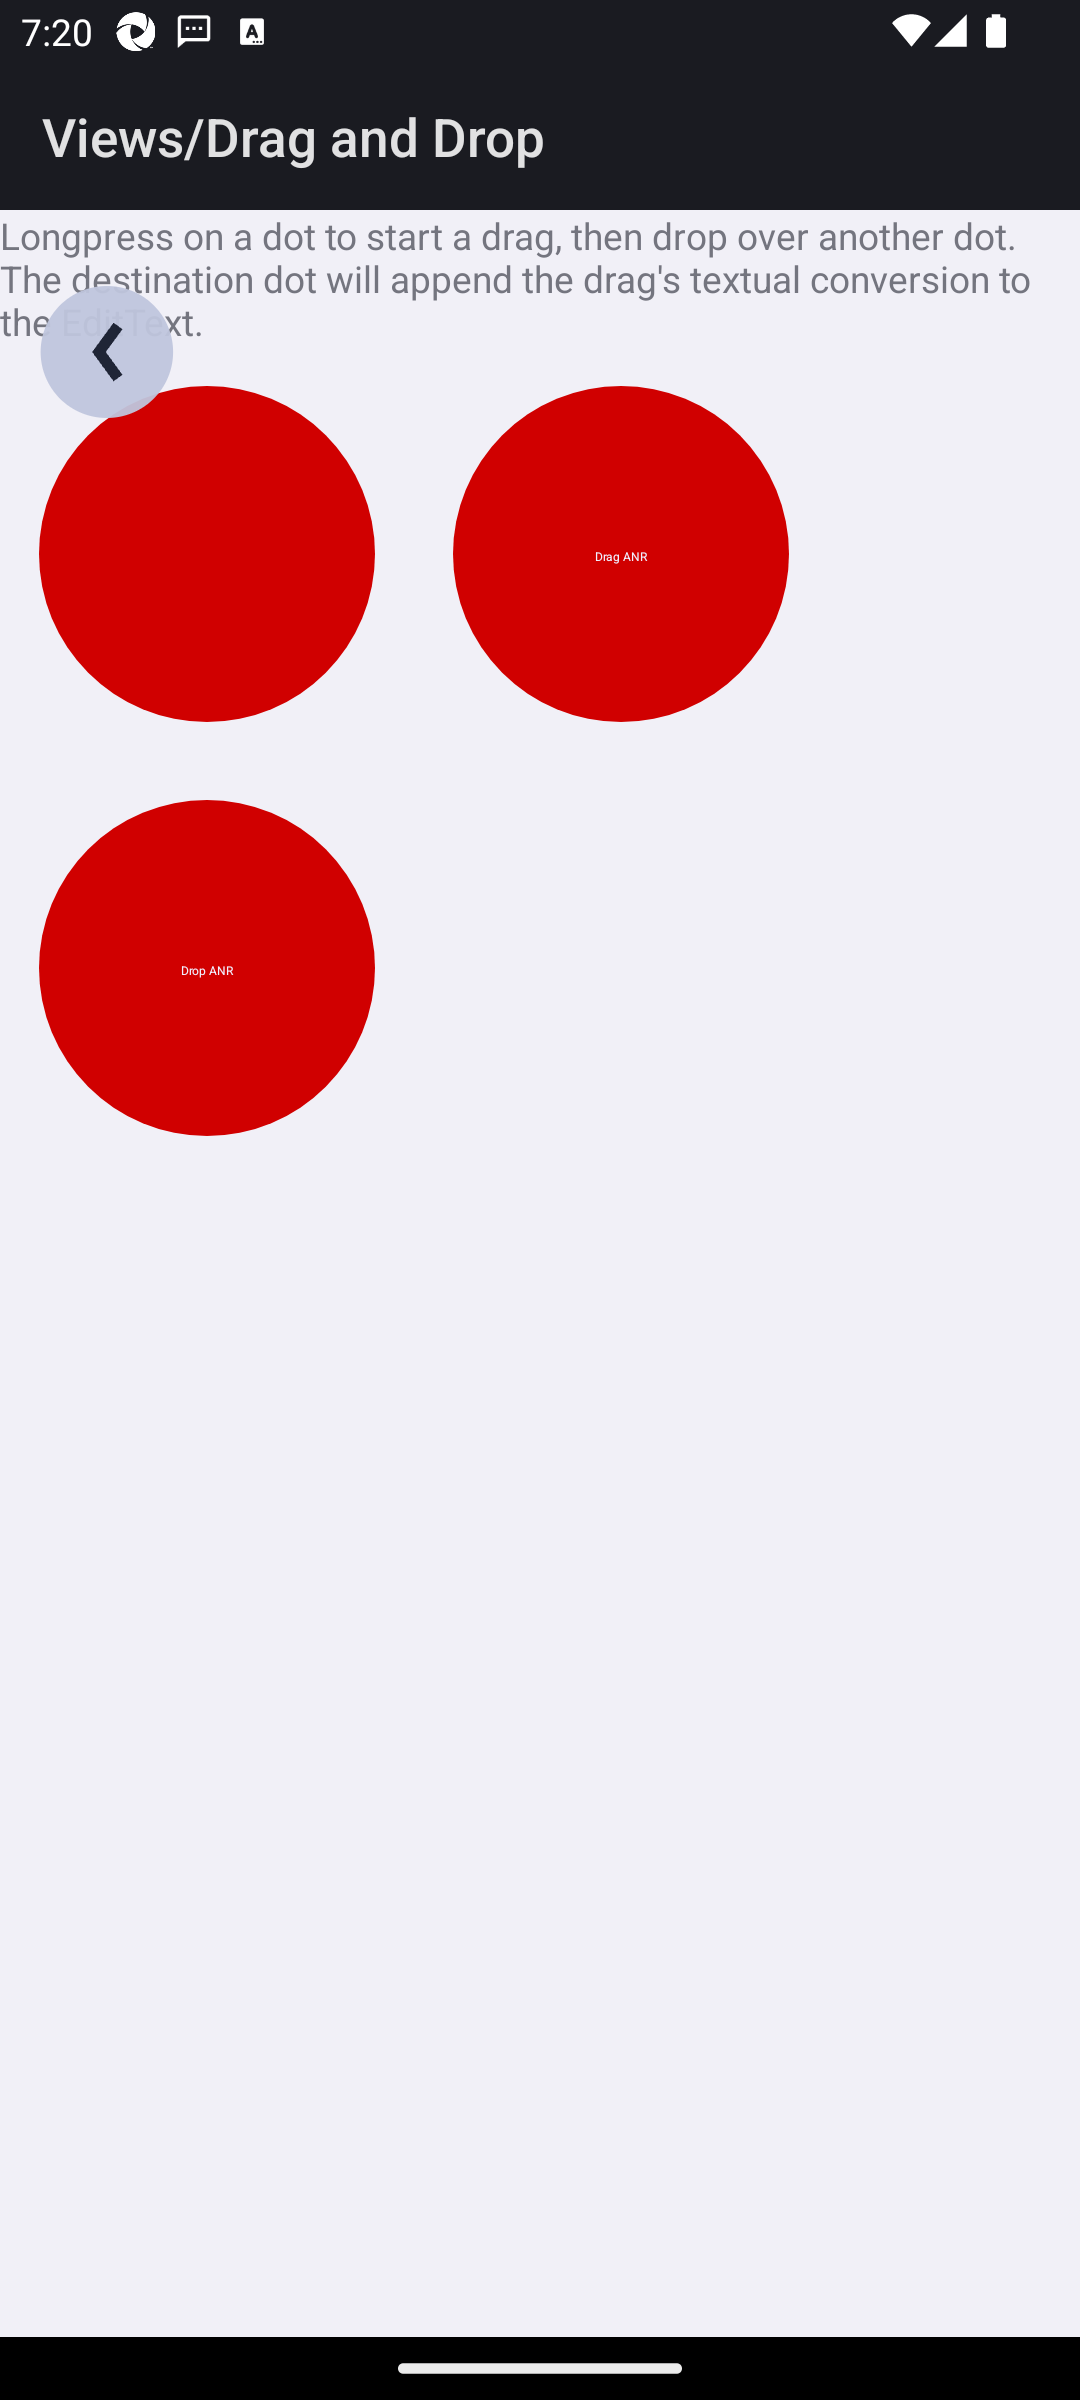 7:20
Views/Drag and Drop
Longpress on a dot to start a drag, then drop over another dot.
The destination dot will append the drag's textual conversion to
the EditText.
Drag ANR
Drop ANR